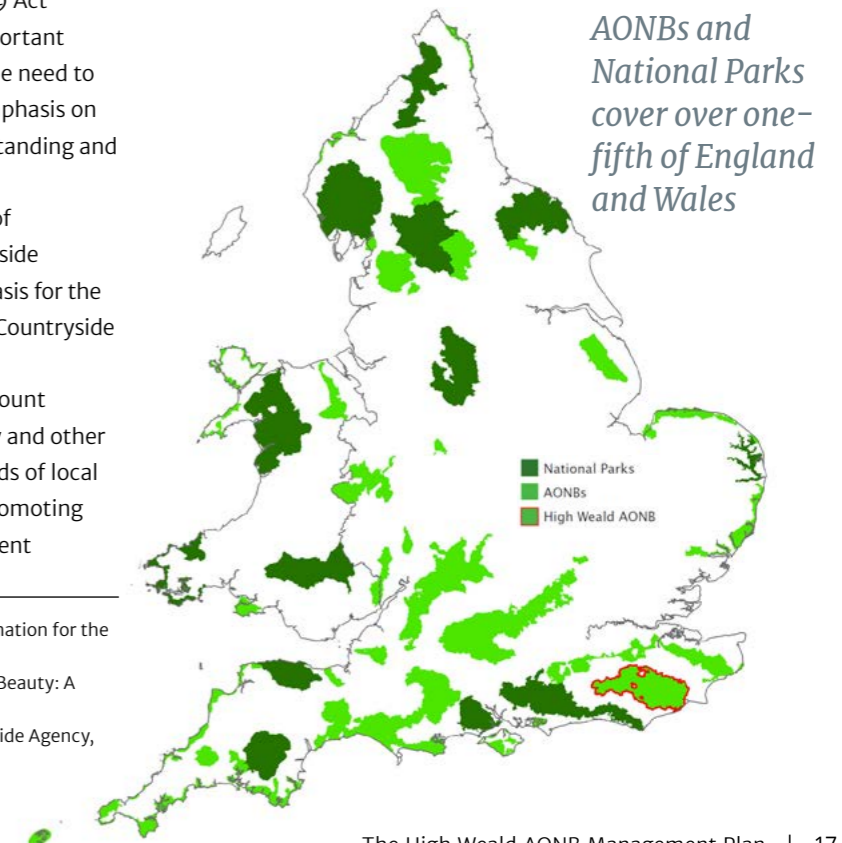 Act
portant
e need to
phasis on
tanding and
of
side
asis for the
Countryside
ount
and other
ds of local
omoting
ent
nation for the
Beauty: A
ide Agency,
AONBs and
National Parks
cover over one-
fifth of England
and Wales
National Parks
AONBs
High Weald AONB
The High Weald AONB Management Plan | 17